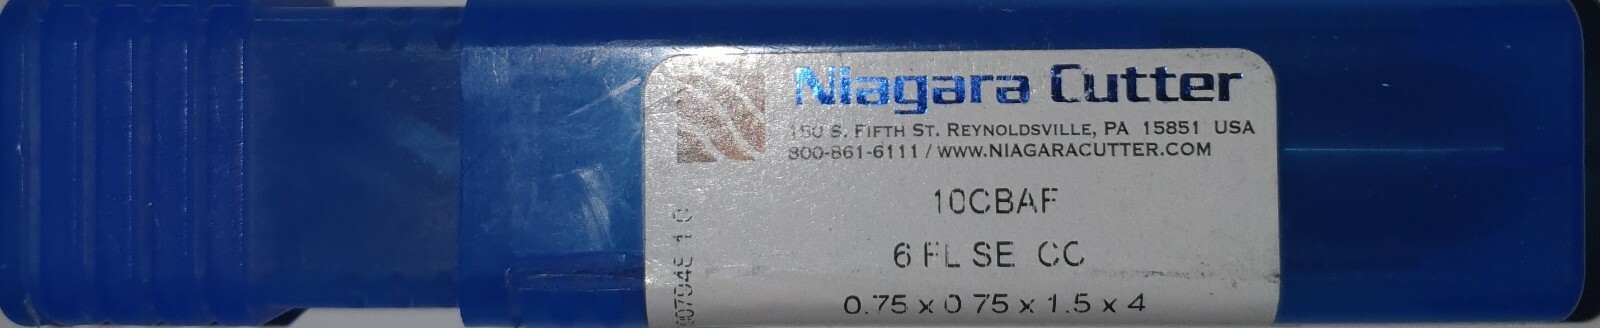 Niagara Cutter
150 S. FIFTH ST. REYNOLDSVILLE, PA 15851 USA
800-861-6111 / WWW.NIAGARACUTTER.COM
10CBAF
6 FL SE CC
0.75 x 0 75 x 1.5 x 4